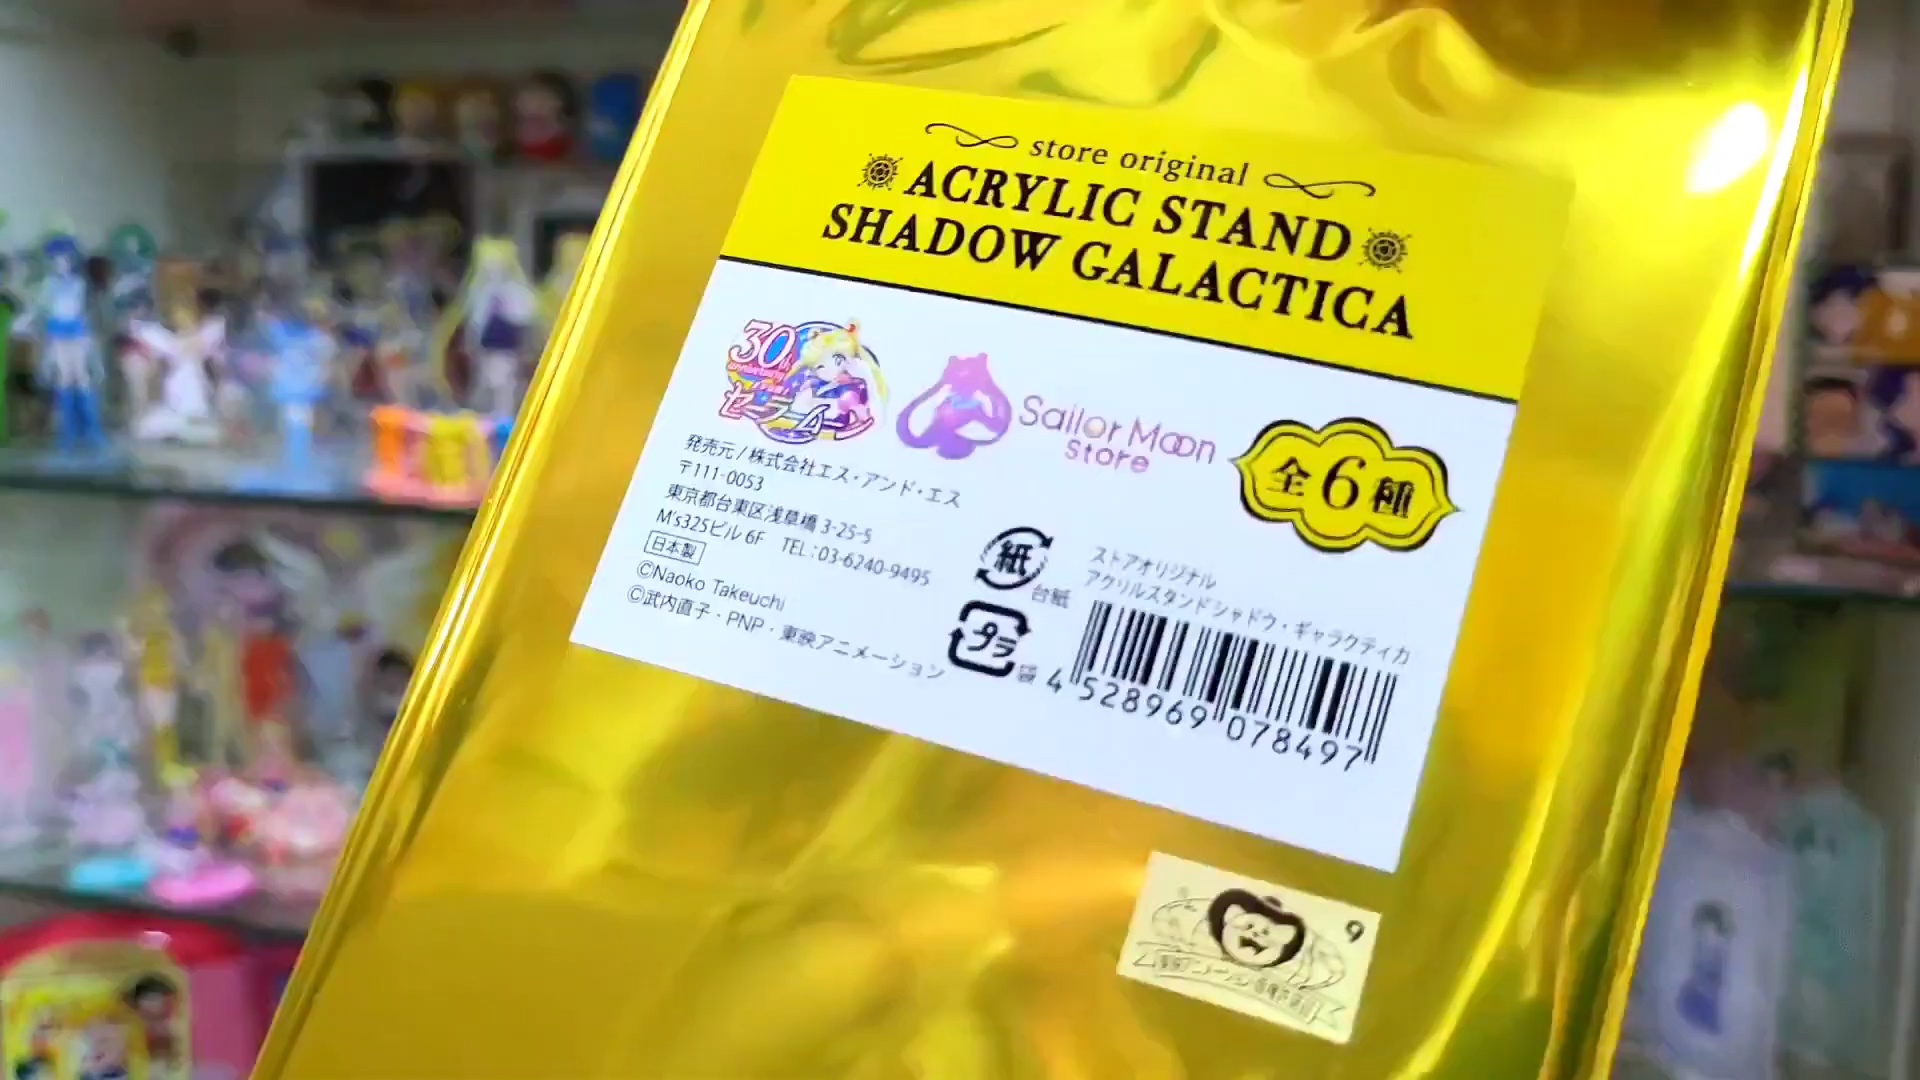 store original
ACRYLIC STAND
SHADOW GALACTICA
30th
anniversary
セーラームーン
Sailor Moon
store
全6種
発売元/株式会社エス・アンド・エス
〒111-0053
東京都台東区浅草橋 3-25-5
M's325ビル 6F TEL:03-6240-9495
日本製
©Naoko Takeuchi
©武内直子・PNP・東映アニメーション
紙
台紙
プラ
袋
ストアオリジナル
アクリルスタンドシャドウ・ギャラクティカ
4 528969 078497
9